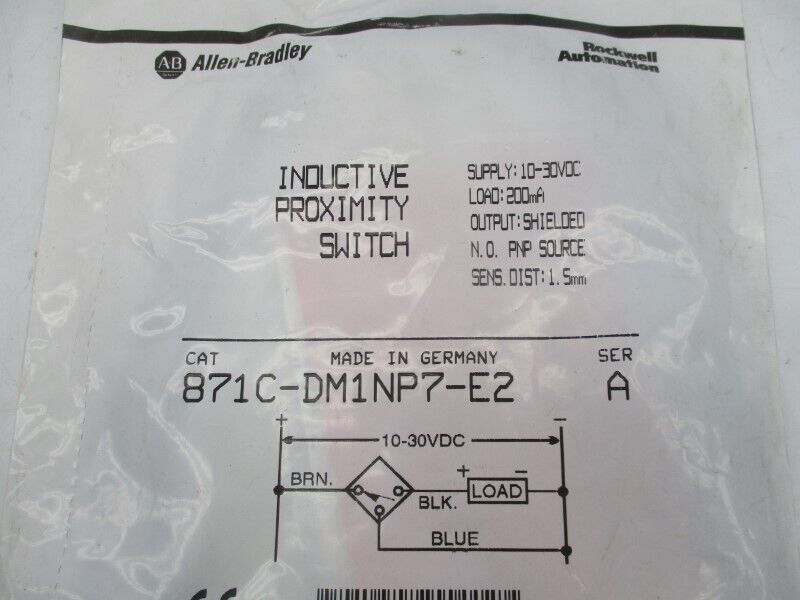 AB Allen-Bradley
Rockwell
Automation
INDUCTIVE
PROXIMITY
SWITCH
SUPPLY:10-30VDC
LOAD:200mA
OUTPUT:SHIELDED
N.O. PNP SOURCE
SENS.DIST:1.5mm
CAT MADE IN GERMANY SER
871C-DM1NP7-E2 A
+ –
10-30VDC
BRN.
+ –
BLK. LOAD
BLUE